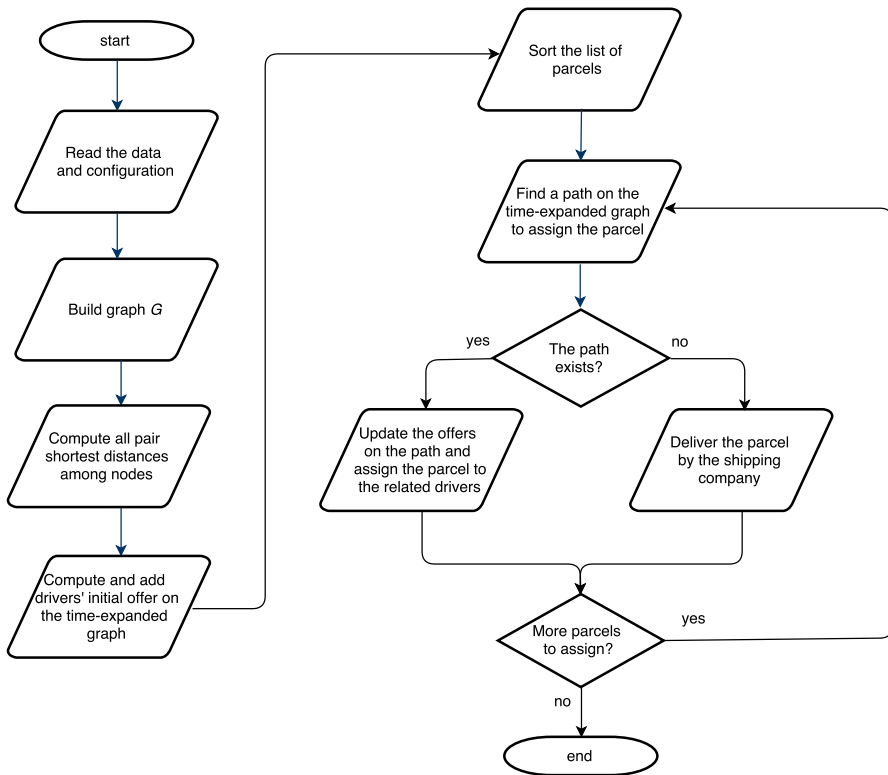 start
Read the data
and configuration
Build graph G
Compute all pair
shortest distances
among nodes
Compute and add
drivers' initial offer on
the time-expanded
graph
Sort the list of
parcels
Find a path on the
time-expanded graph
to assign the parcel
The path
exists?
yes
no
Update the offers
on the path and
assign the parcel to
the related drivers
Deliver the parcel
by the shipping
company
More parcels
to assign?
yes
no
end